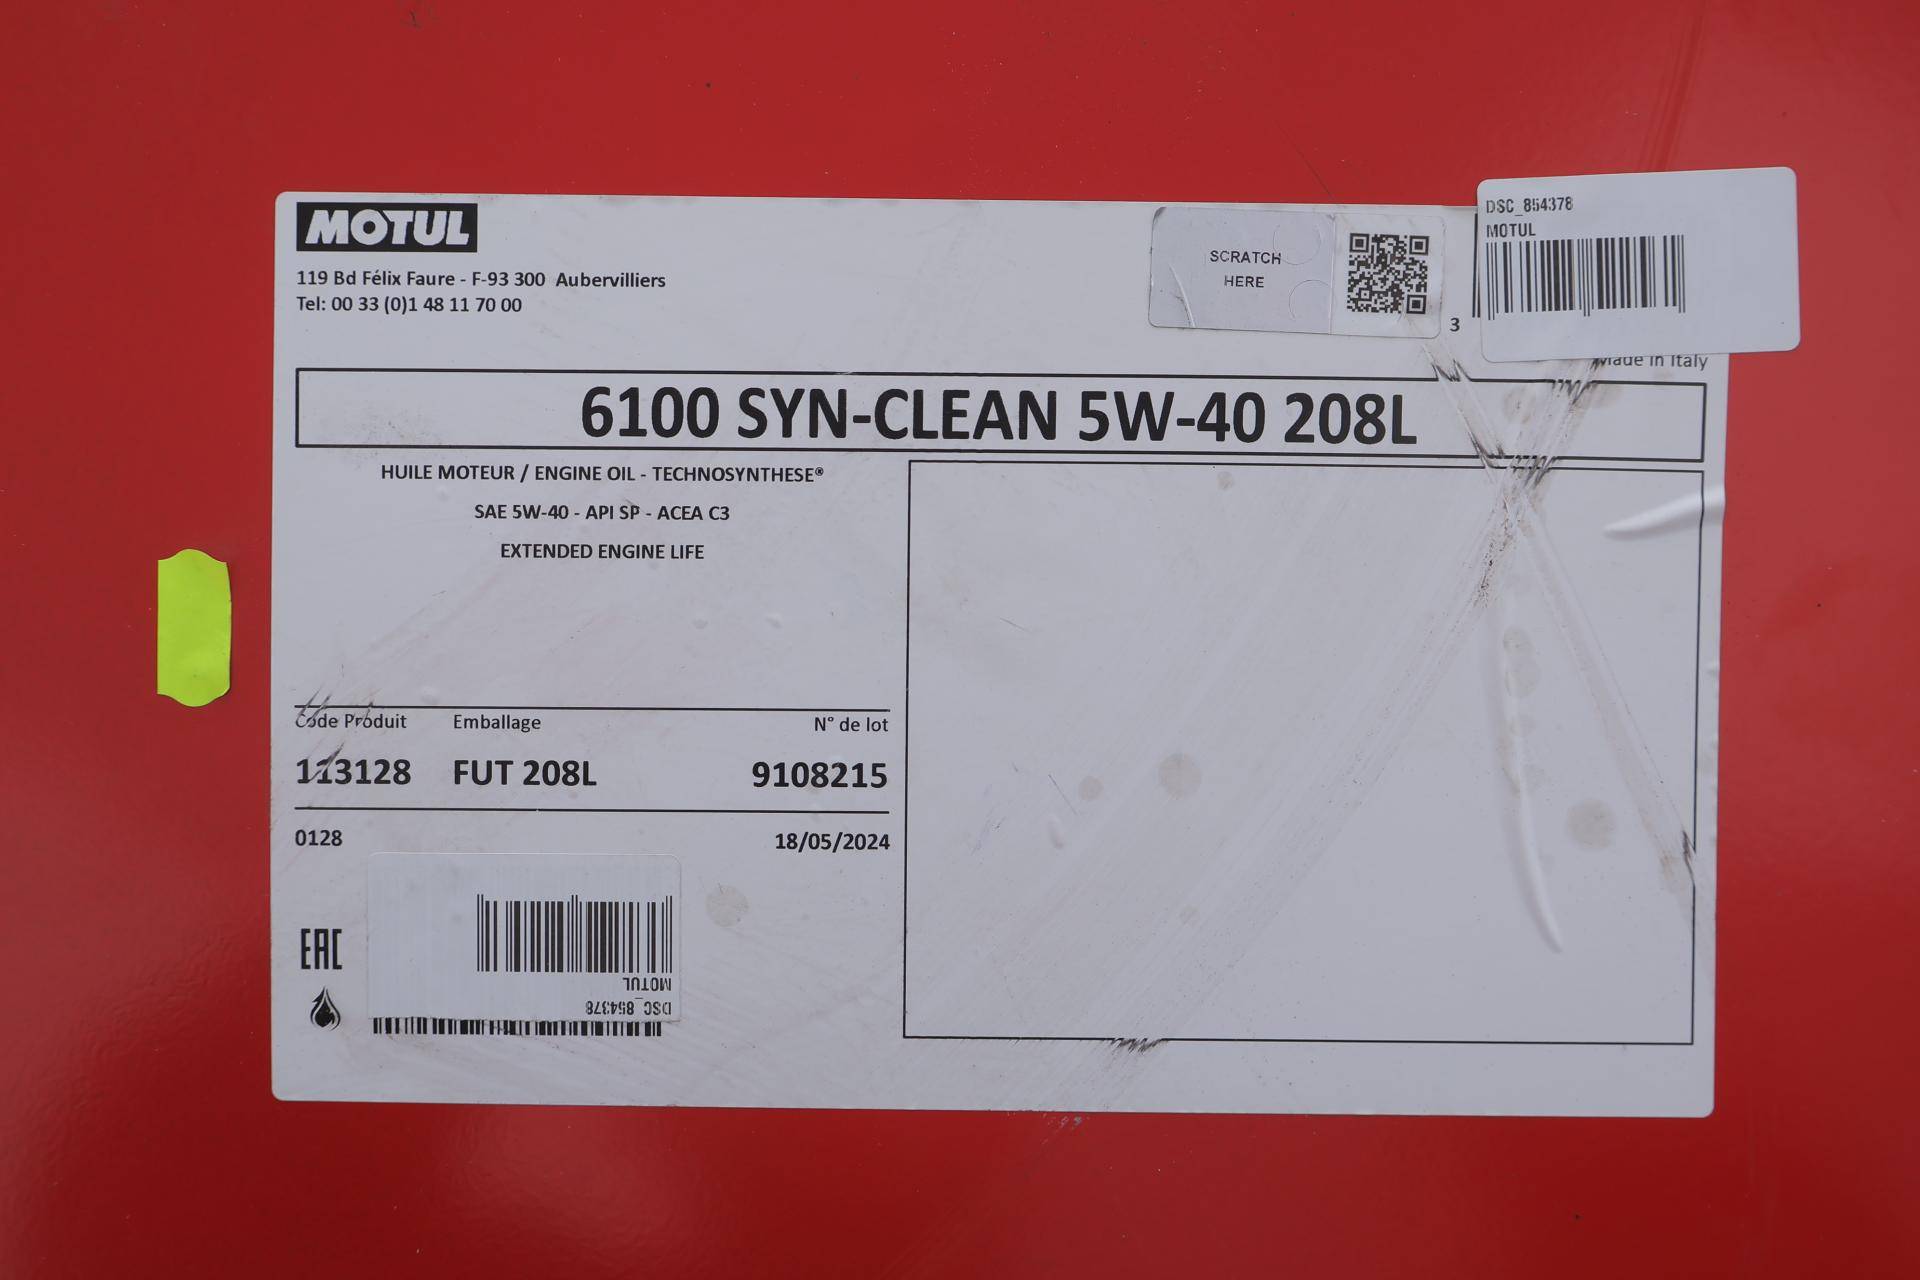 MOTUL
119 Bd Félix Faure - F-93 300 Aubervilliers
Tel: 00 33 (0)1 48 11 70 00
SCRATCH
HERE
3
DSC_854378
MOTUL
Made in Italy
6100 SYN-CLEAN 5W-40 208L
HUILE MOTEUR / ENGINE OIL - TECHNOSYNTHESE®
SAE 5W-40 - API SP - ACEA C3
EXTENDED ENGINE LIFE
Code Produit Emballage N° de lot
113128 FUT 208L 9108215
0128 18/05/2024
EAC
MOTUL
DSC_854378